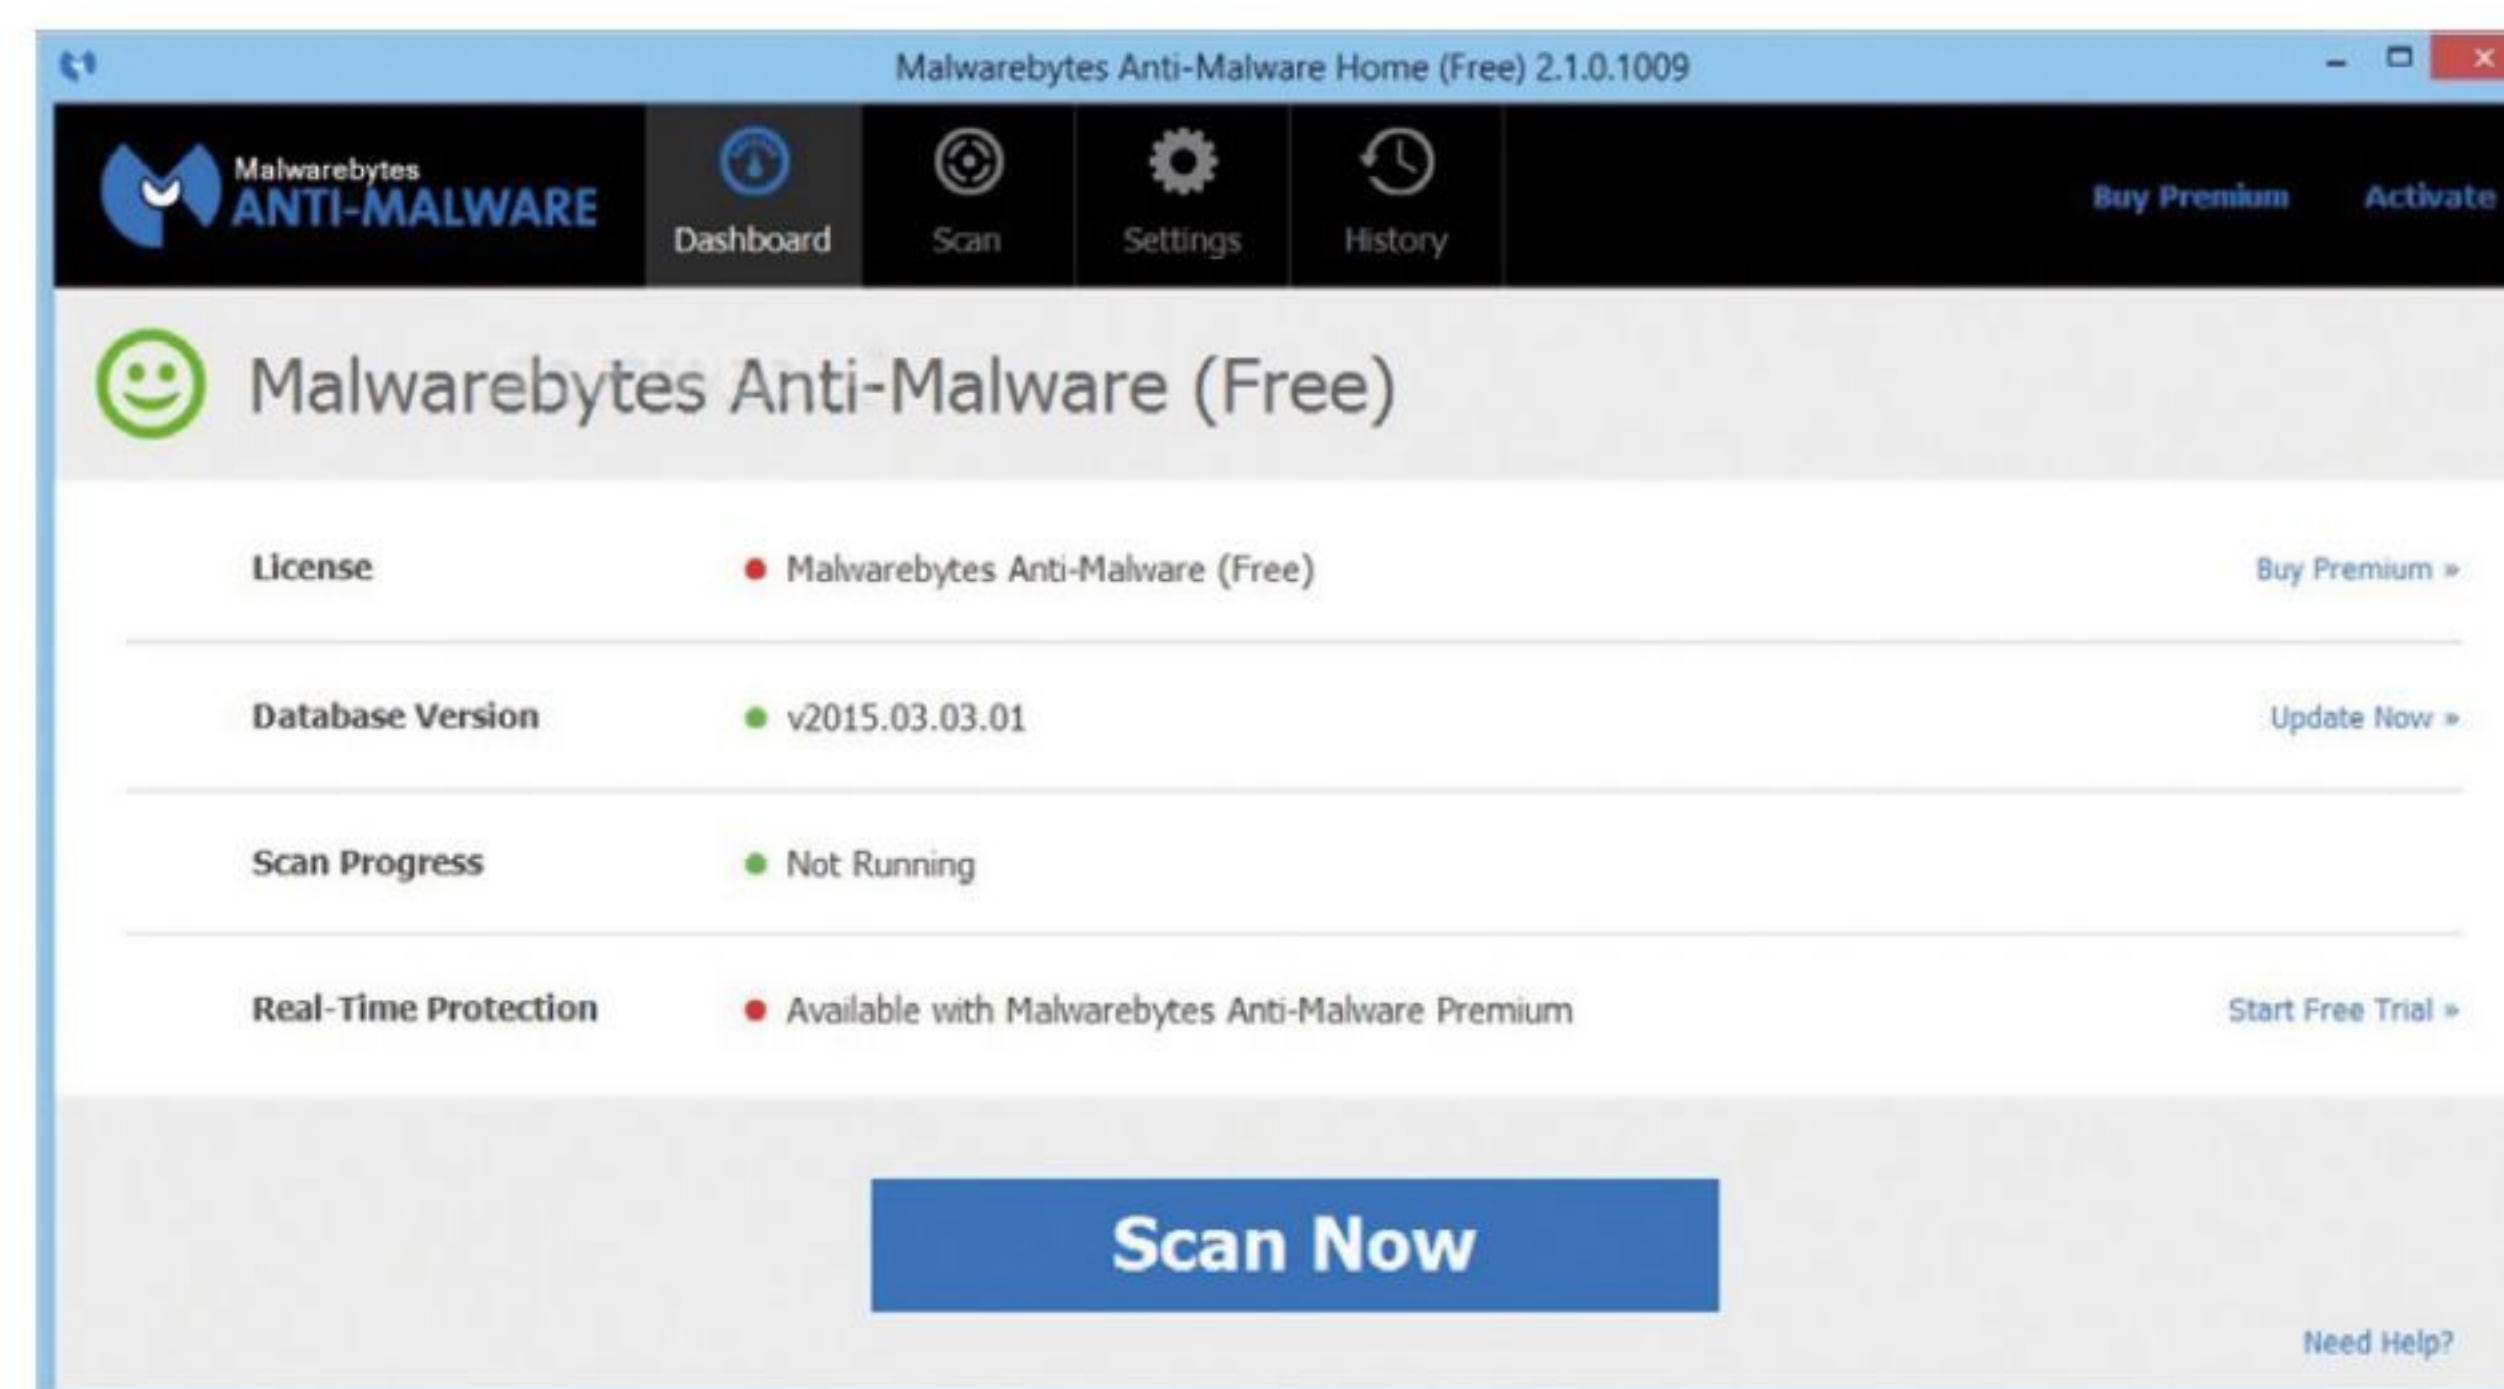 Malwarebytes Anti-Malware Home (Free) 2.1.0.1009
Malwarebytes
ANTI-MALWARE
Dashboard
Scan
Settings
History
Buy Premium
Activate
Malwarebytes Anti-Malware (Free)
License
Malwarebytes Anti-Malware (Free)
Buy Premium »
Database Version
v2015.03.03.01
Update Now »
Scan Progress
Not Running
Real-Time Protection
Available with Malwarebytes Anti-Malware Premium
Start Free Trial »
Scan Now
Need Help?